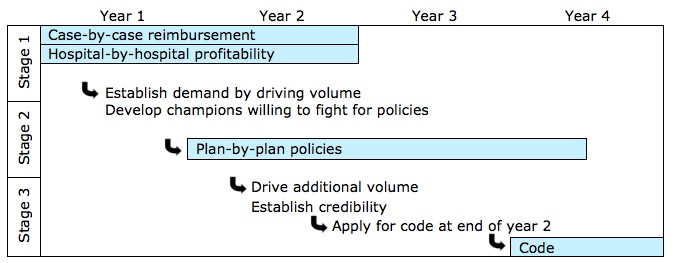 Year 1 Year 2 Year 3 Year 4
Stage 1
Case-by-case reimbursement
Hospital-by-hospital profitability
Establish demand by driving volume
Develop champions willing to fight for policies
Stage 2
Plan-by-plan policies
Stage 3
Drive additional volume
Establish credibility
Apply for code at end of year 2
Code